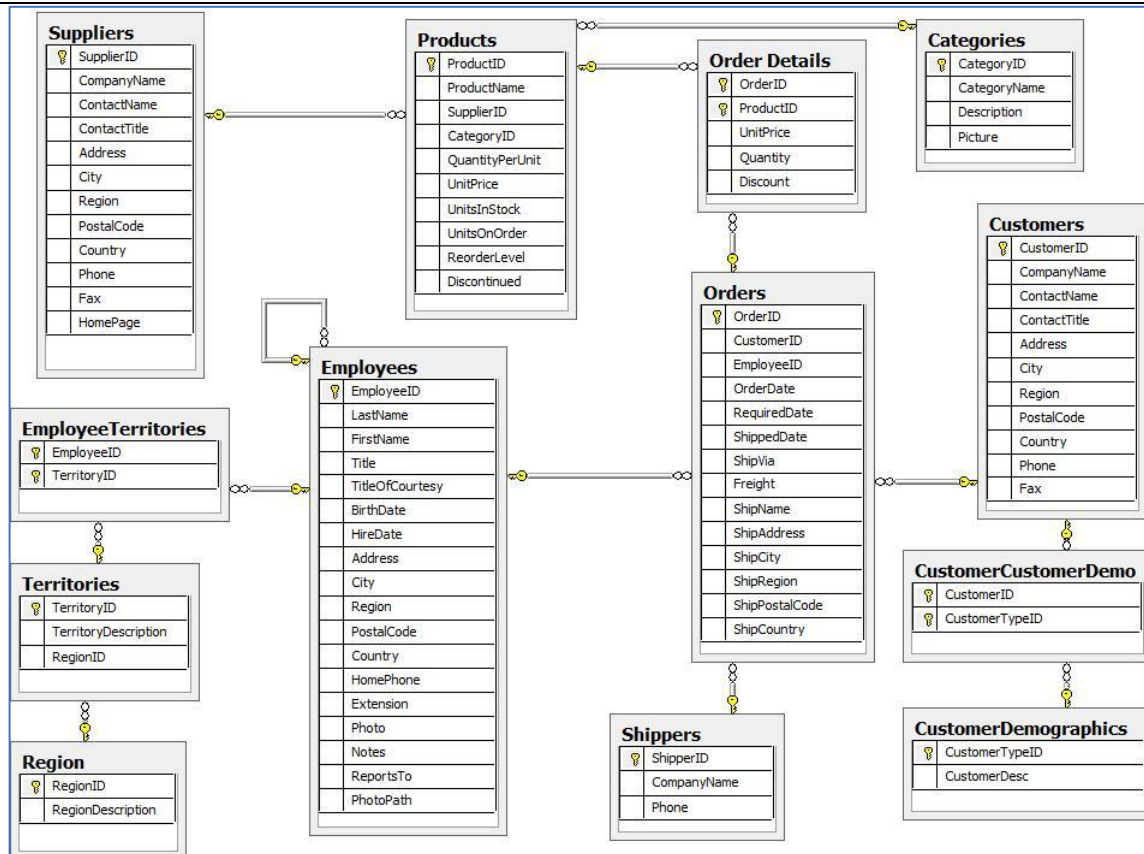 Suppliers
SupplierID
CompanyName
ContactName
ContactTitle
Address
City
Region
PostalCode
Country
Phone
Fax
HomePage
Products
ProductID
ProductName
SupplierID
CategoryID
QuantityPerUnit
UnitPrice
UnitsInStock
UnitsOnOrder
ReorderLevel
Discontinued
Order Details
OrderID
ProductID
UnitPrice
Quantity
Discount
Categories
CategoryID
CategoryName
Description
Picture
Customers
CustomerID
CompanyName
ContactName
ContactTitle
Address
City
Region
PostalCode
Country
Phone
Fax
Orders
OrderID
CustomerID
EmployeeID
OrderDate
RequiredDate
ShippedDate
ShipVia
Freight
ShipName
ShipAddress
ShipCity
ShipRegion
ShipPostalCode
ShipCountry
Employees
EmployeeID
LastName
FirstName
Title
TitleOfCourtesy
BirthDate
HireDate
Address
City
Region
PostalCode
Country
HomePhone
Extension
Photo
Notes
ReportsTo
PhotoPath
EmployeeTerritories
EmployeeID
TerritoryID
Territories
TerritoryID
TerritoryDescription
RegionID
Region
RegionID
RegionDescription
Shippers
ShipperID
CompanyName
Phone
CustomerCustomerDemo
CustomerID
CustomerTypeID
CustomerDemographics
CustomerTypeID
CustomerDesc